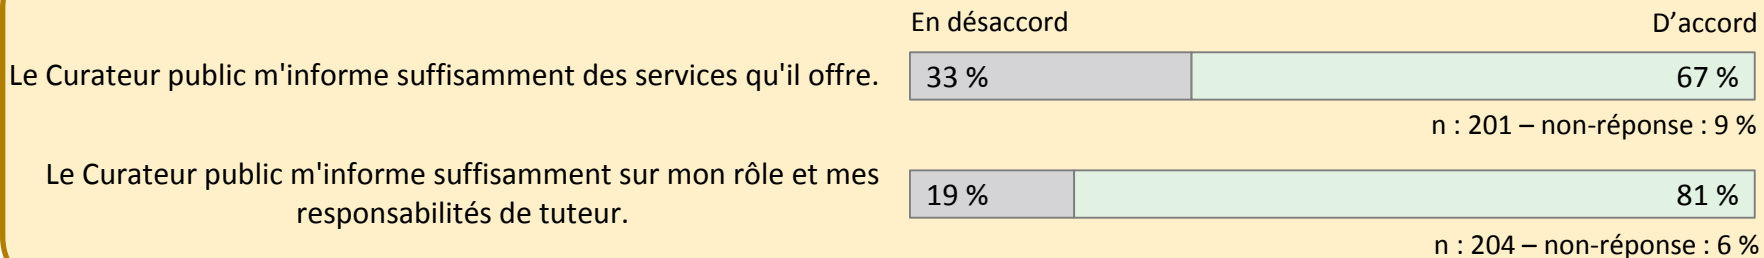 En désaccord D’accord
Le Curateur public m'informe suffisamment des services qu'il offre. 33 % 67 %
n : 201 – non-réponse : 9 %
Le Curateur public m'informe suffisamment sur mon rôle et mes
responsabilités de tuteur.
19 % 81 %
n : 204 – non-réponse : 6 %